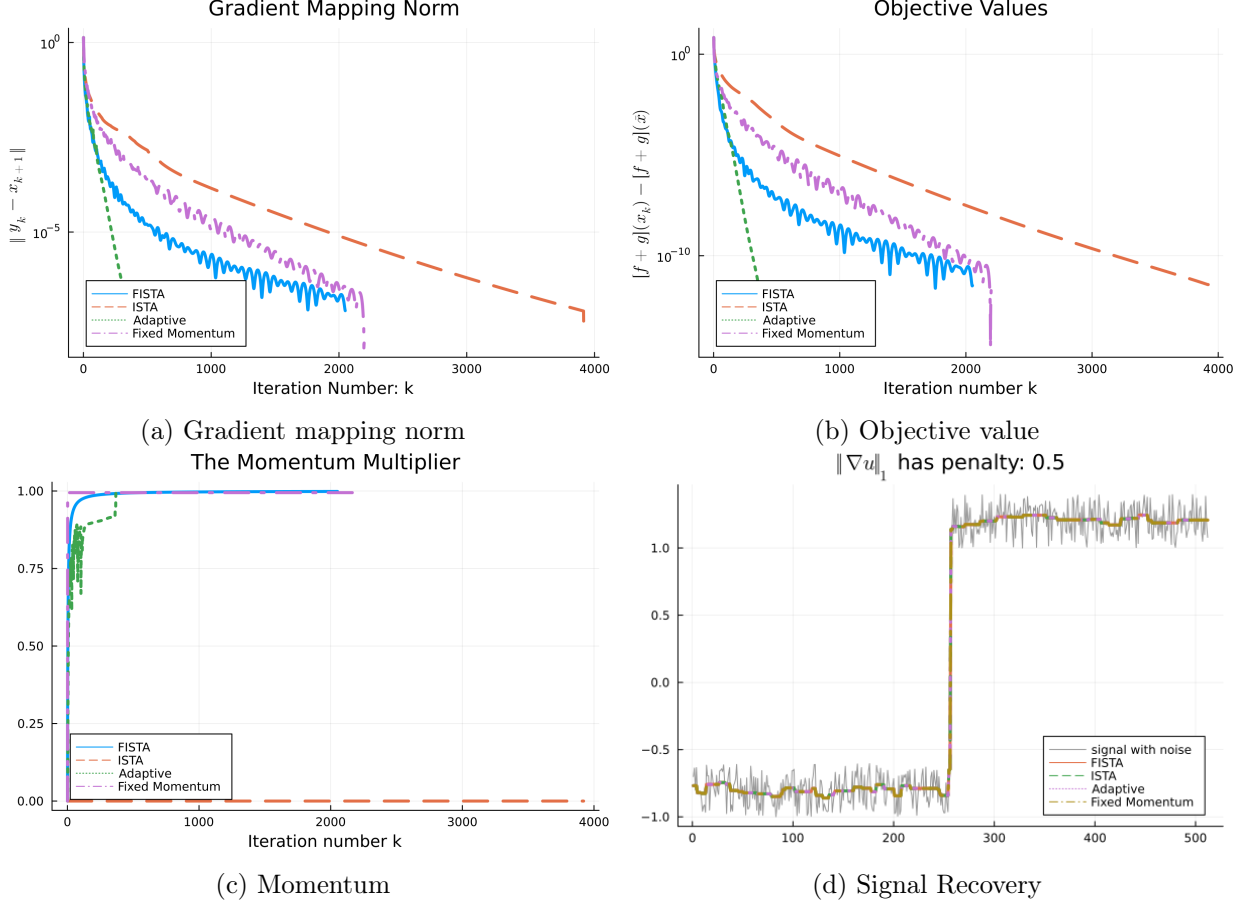 Gradient Mapping Norm
10^0
10^-5
‖ y_k − x_{k+1} ‖
FISTA
ISTA
Adaptive
Fixed Momentum
0 1000 2000 3000 4000
Iteration Number: k
(a) Gradient mapping norm
Objective Values
10^0
10^-5
10^-10
[f + g](x_k) − [f + g](x̄)
FISTA
ISTA
Adaptive
Fixed Momentum
0 1000 2000 3000 4000
Iteration number k
(b) Objective value
The Momentum Multiplier
1.00
0.75
0.50
0.25
0.00
FISTA
ISTA
Adaptive
Fixed Momentum
0 1000 2000 3000 4000
Iteration number k
(c) Momentum
‖∇u‖_1 has penalty: 0.5
1.0
0.5
0.0
−0.5
−1.0
signal with noise
FISTA
ISTA
Adaptive
Fixed Momentum
0 100 200 300 400 500
(d) Signal Recovery